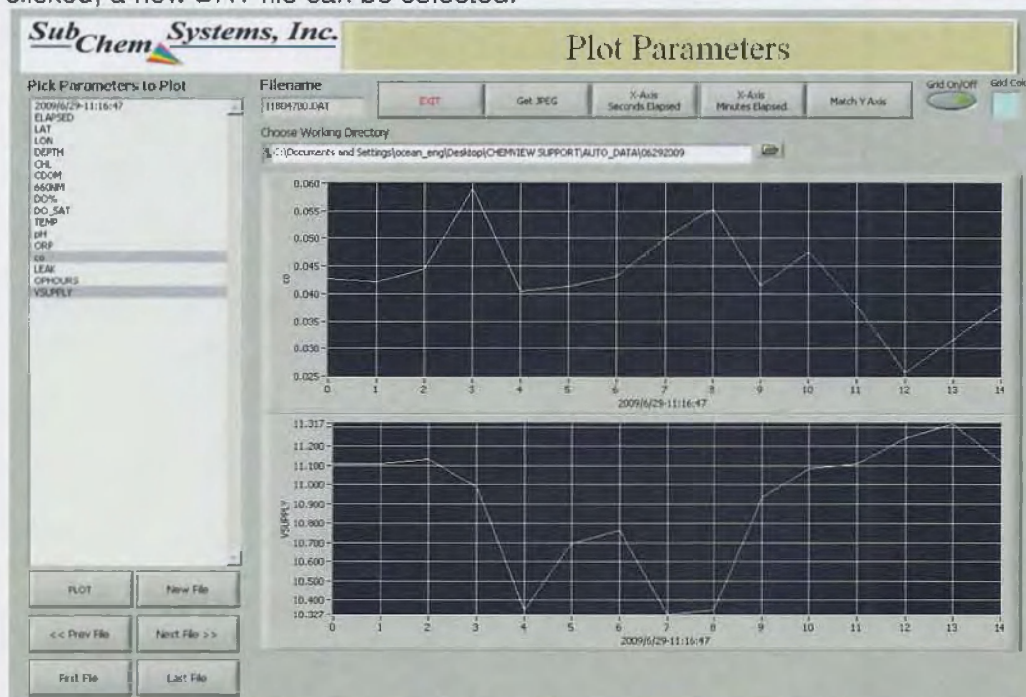 clicked, a new DAT file can be selected.
SubChem Systems, Inc.
Plot Parameters
Pick Parameters to Plot
2009/6/29-11:16:47
ELAPSED
LAT
LON
DEPTH
CHL
CDOM
660NM
DO%
DO_SAT
TEMP
pH
ORP
co
LEAK
OPHOURS
VSUPPLY
PLOT
New File
<< Prev File
Next File >>
First File
Last File
Filename
11804700.DAT
EXIT
Get JPEG
X-Axis
Seconds Elapsed
X-Axis
Minutes Elapsed
Match Y Axis
Grid On/Off
Grid Col
Choose Working Directory
C:\Documents and Settings\ocean_eng\Desktop\CHEMVIEW SUPPORT\AUTO_DATA\06292009
0.060
0.055
0.050
0.045
0.040
0.035
0.030
0.025
co
0 1 2 3 4 5 6 7 8 9 10 11 12 13 14
2009/6/29-11:16:47
11.317
11.200
11.100
11.000
10.900
10.800
10.700
10.600
10.500
10.400
10.327
VSUPPLY
0 1 2 3 4 5 6 7 8 9 10 11 12 13 14
2009/6/29-11:16:47